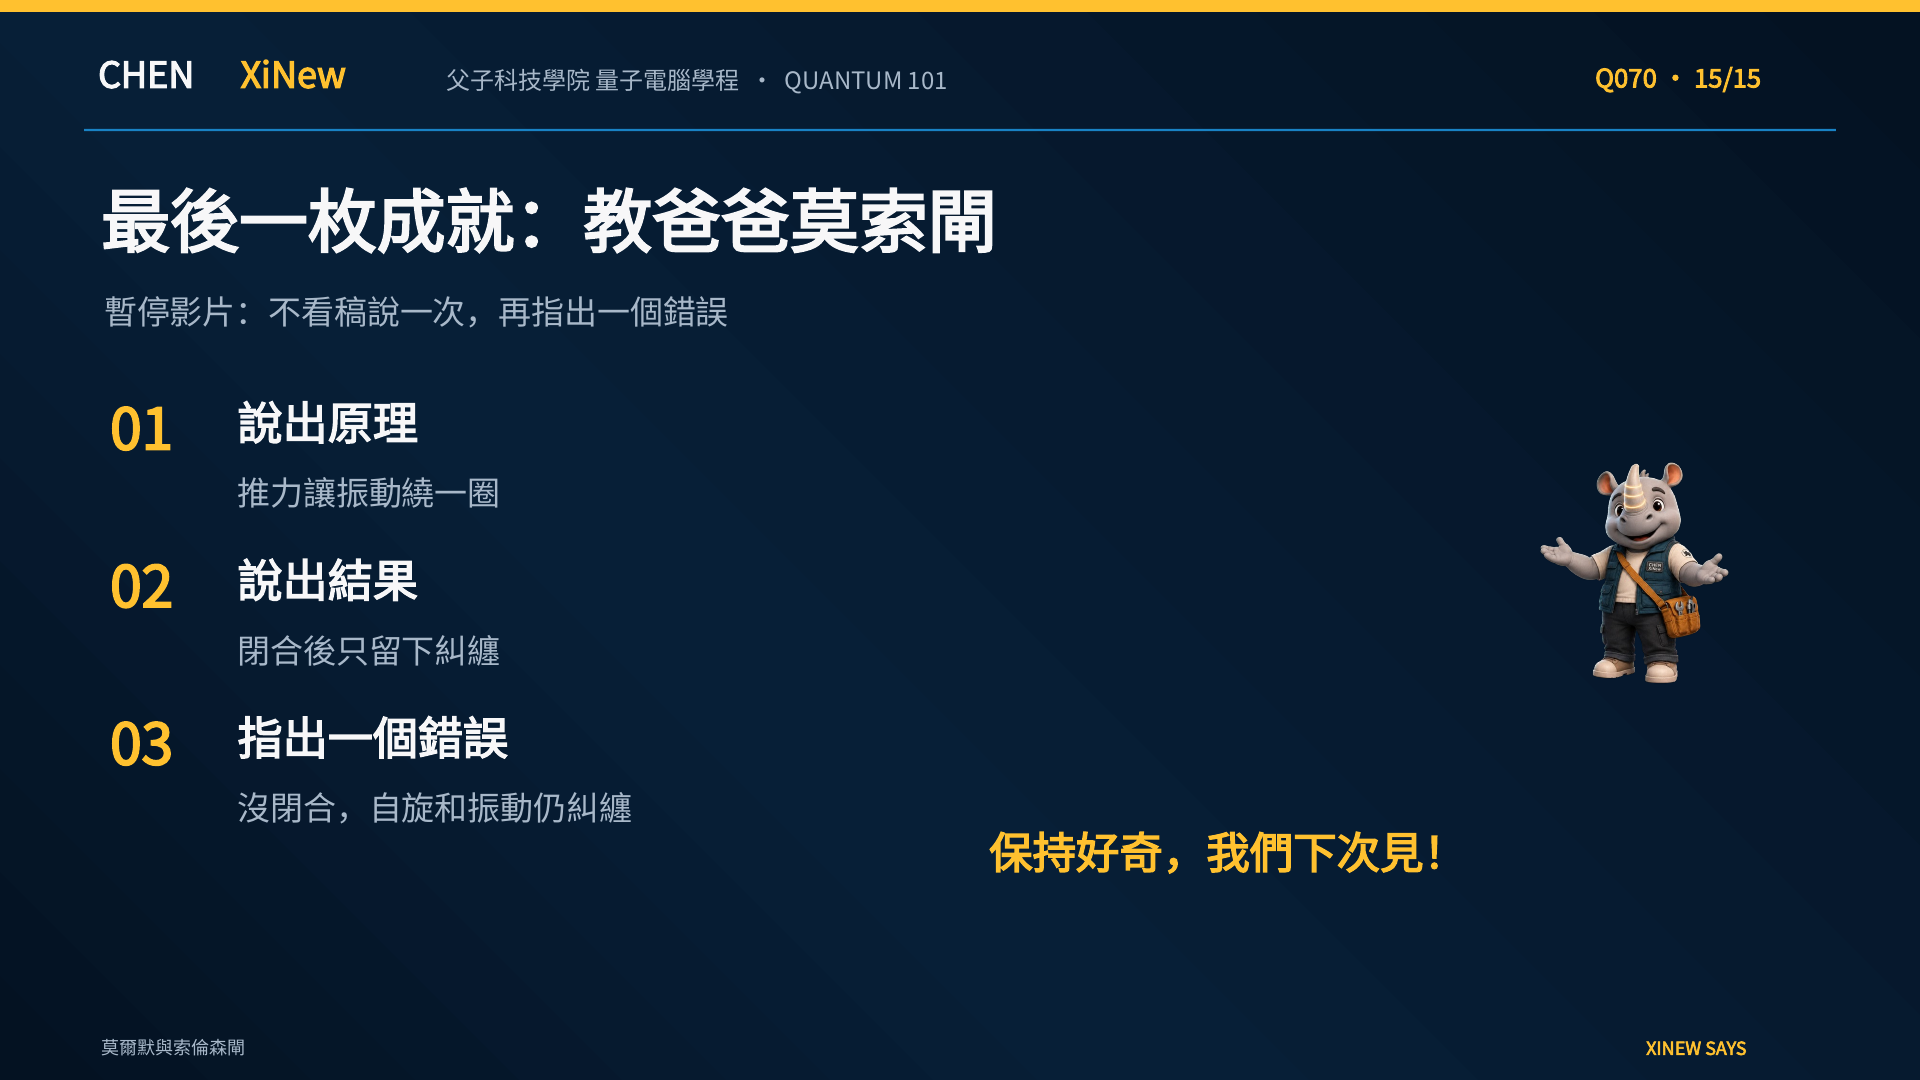 CHEN XiNew 父子科技學院 量子電腦學程 • QUANTUM 101 Q070 • 15/15
最後一枚成就：教爸爸莫索閘
暫停影片：不看稿說一次，再指出一個錯誤
01 說出原理
推力讓振動繞一圈
02 說出結果
閉合後只留下糾纏
03 指出一個錯誤
沒閉合，自旋和振動仍糾纏
保持好奇，我們下次見！
莫爾默與索倫森閘 XINEW SAYS